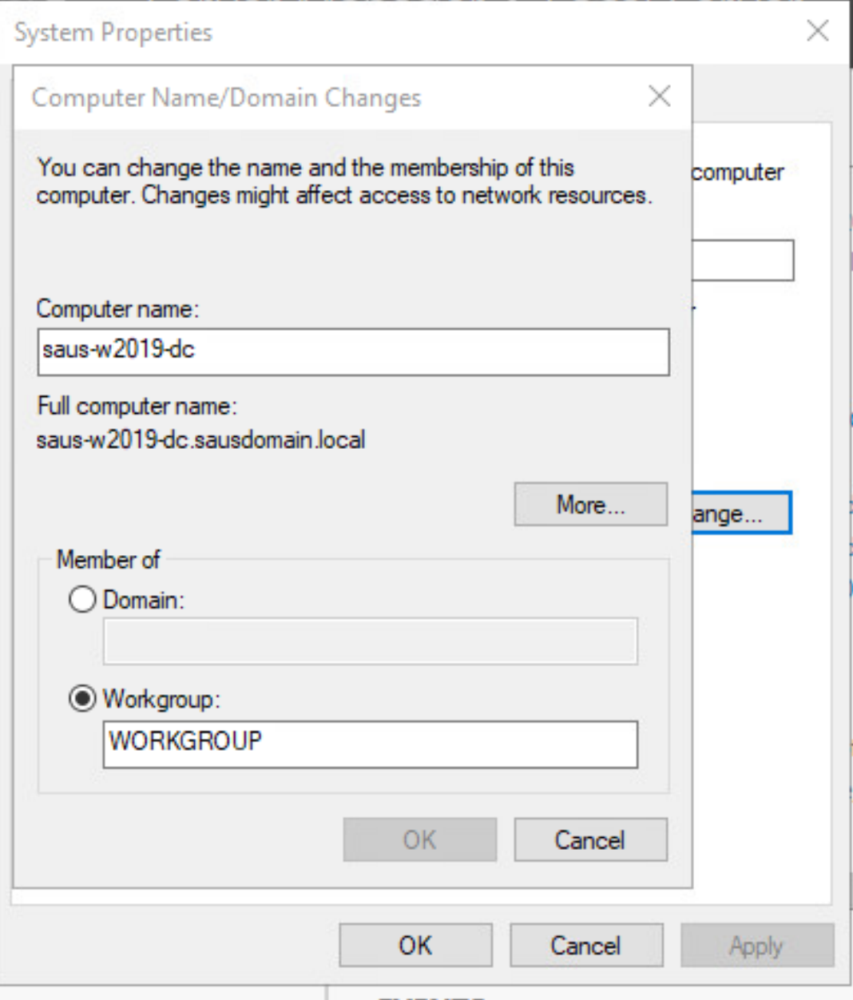 System Properties
Computer Name/Domain Changes
You can change the name and the membership of this
computer. Changes might affect access to network resources.
computer
Computer name:
saus-w2019-dc
Full computer name:
saus-w2019-dc.sausdomain.local
More...
ange...
Member of
Domain:
Workgroup:
WORKGROUP
OK
Cancel
OK
Cancel
Apply